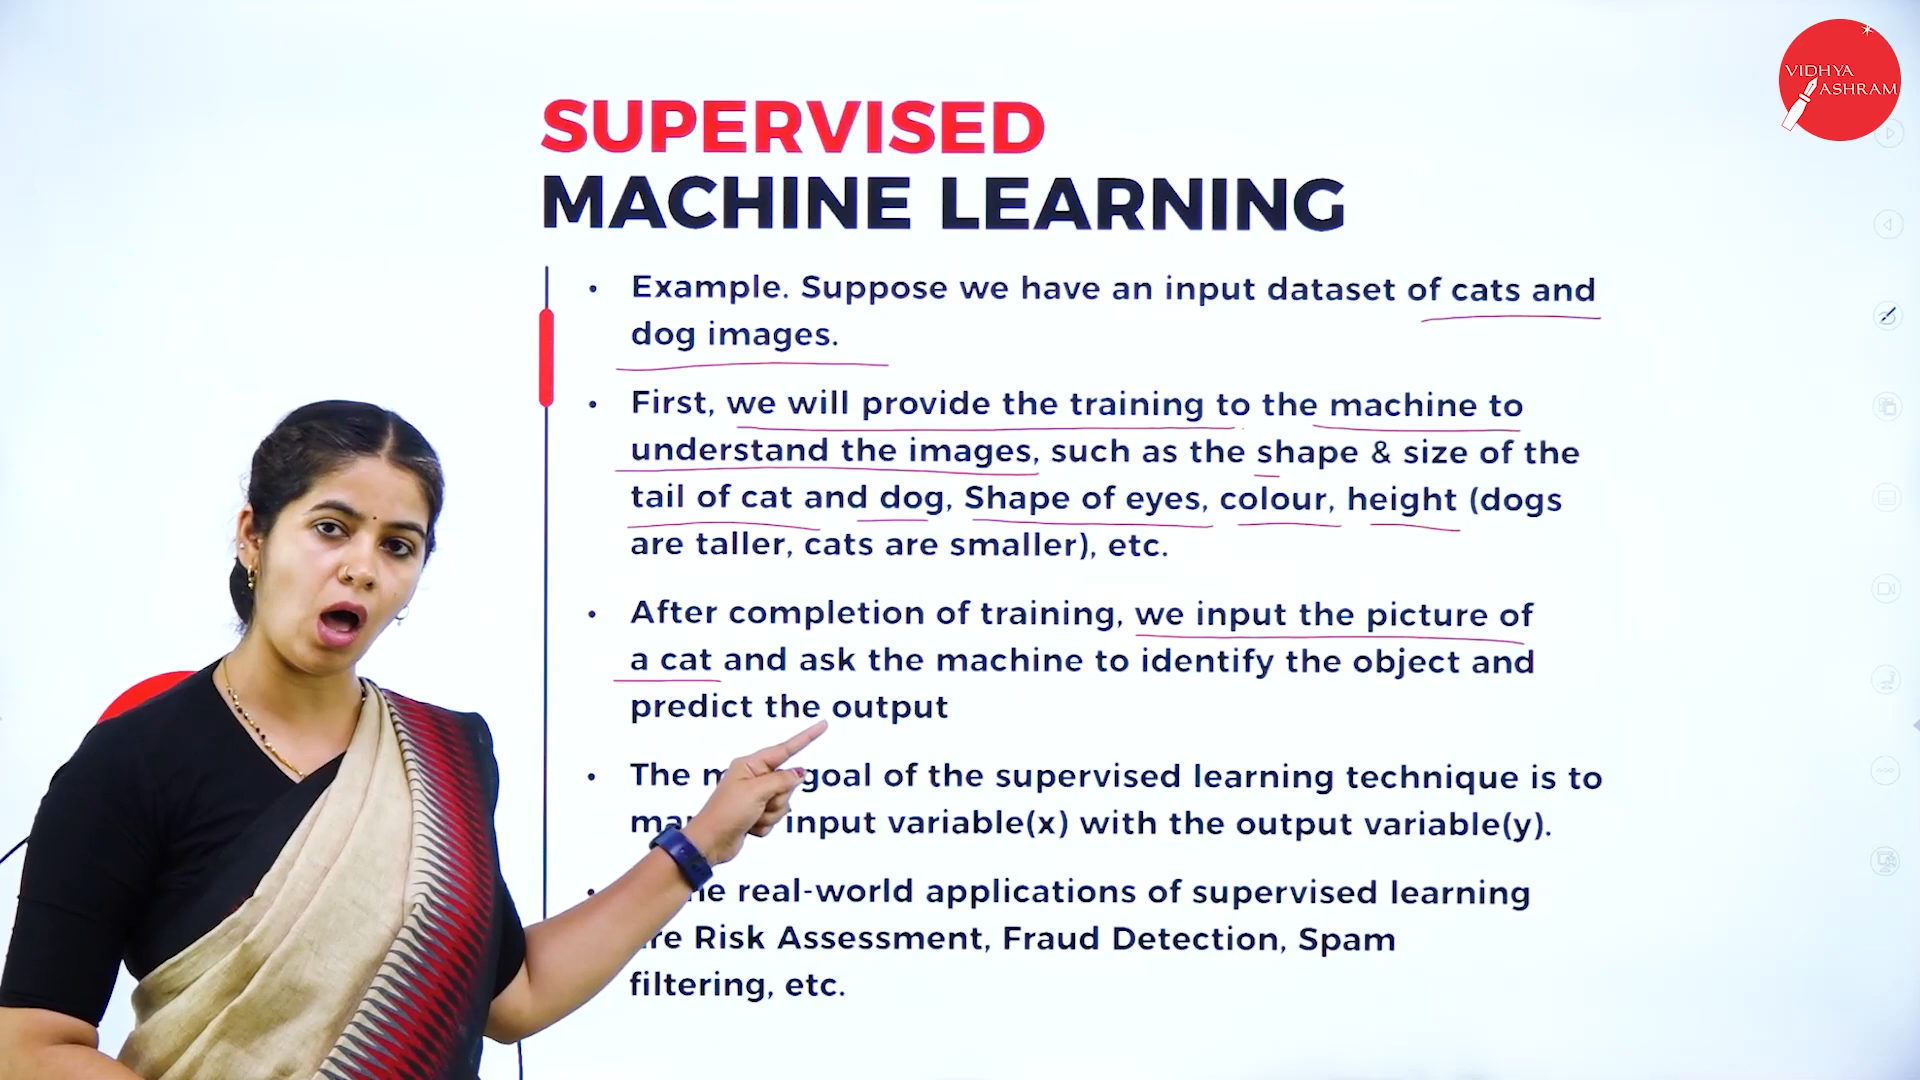 VIDHYA
ASHRAM
SUPERVISED
MACHINE LEARNING
• Example. Suppose we have an input dataset of cats and
dog images.
• First, we will provide the training to the machine to
understand the images, such as the shape & size of the
tail of cat and dog, Shape of eyes, colour, height (dogs
are taller, cats are smaller), etc.
• After completion of training, we input the picture of
a cat and ask the machine to identify the object and
predict the output
• The goal of the supervised learning technique is to
input variable(x) with the output variable(y).
• real-world applications of supervised learning
Risk Assessment, Fraud Detection, Spam
filtering, etc.